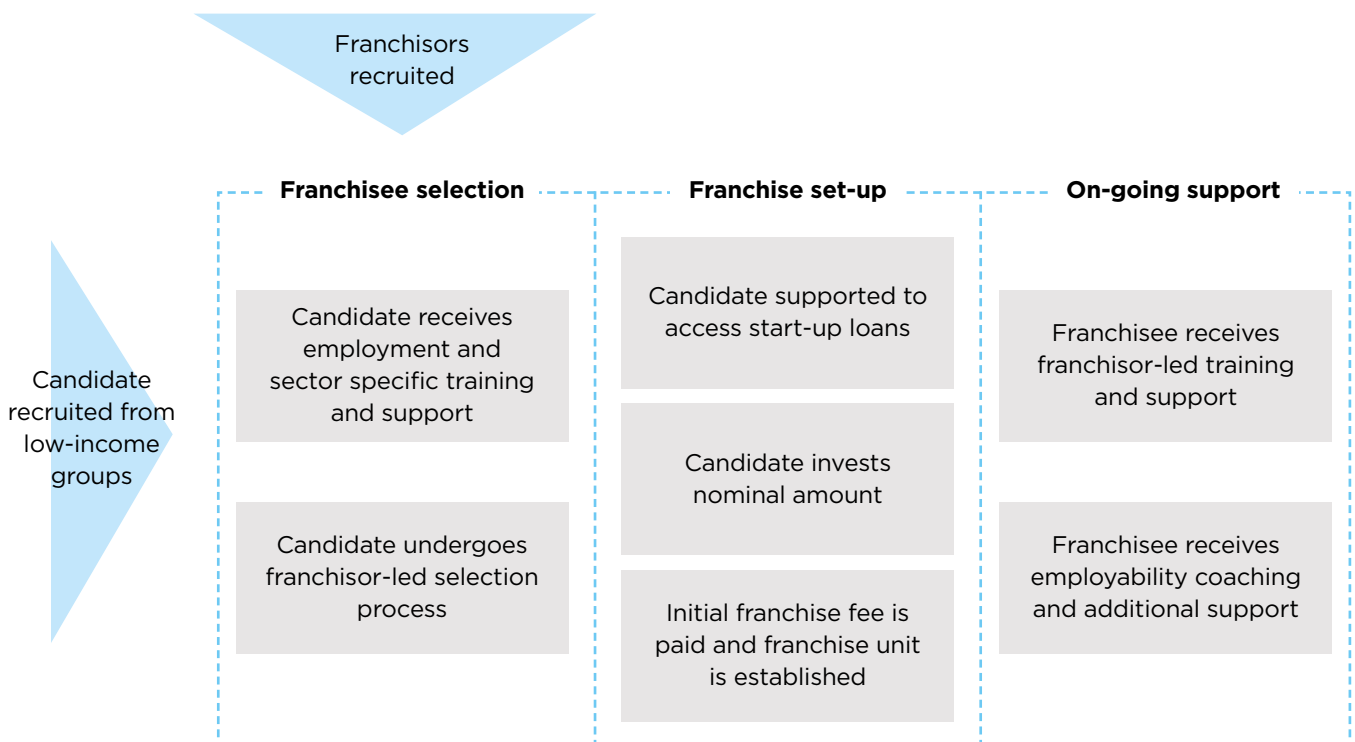 Franchisors
recruited
Franchisee selection
Franchise set-up
On-going support
Candidate
recruited from
low-income
groups
Candidate receives
employment and
sector specific training
and support
Candidate undergoes
franchisor-led selection
process
Candidate supported to
access start-up loans
Candidate invests
nominal amount
Initial franchise fee is
paid and franchise unit
is established
Franchisee receives
franchisor-led training
and support
Franchisee receives
employability coaching
and additional support